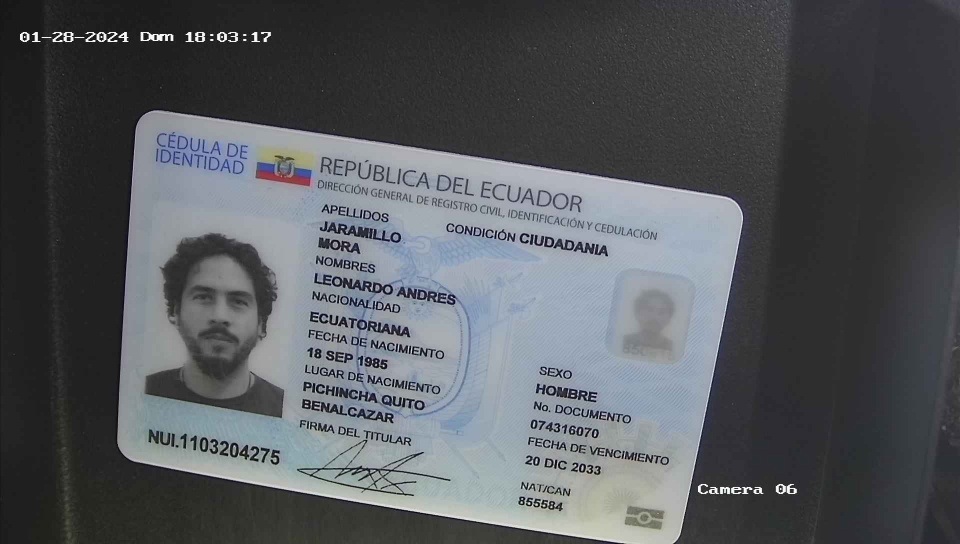 01-28-2024 Dom 18:03:17
CÉDULA DE
IDENTIDAD
REPÚBLICA DEL ECUADOR
DIRECCIÓN GENERAL DE REGISTRO CIVIL, IDENTIFICACIÓN Y CEDULACIÓN
APELLIDOS
CONDICIÓN CIUDADANIA
JARAMILLO
MORA
NOMBRES
LEONARDO ANDRES
NACIONALIDAD
ECUATORIANA
FECHA DE NACIMIENTO
18 SEP 1985
LUGAR DE NACIMIENTO
PICHINCHA QUITO
BENALCAZAR
FIRMA DEL TITULAR
SEXO
HOMBRE
No. DOCUMENTO
074316070
FECHA DE VENCIMIENTO
20 DIC 2033
NAT/CAN
855584
NUI.1103204275
Camera 06